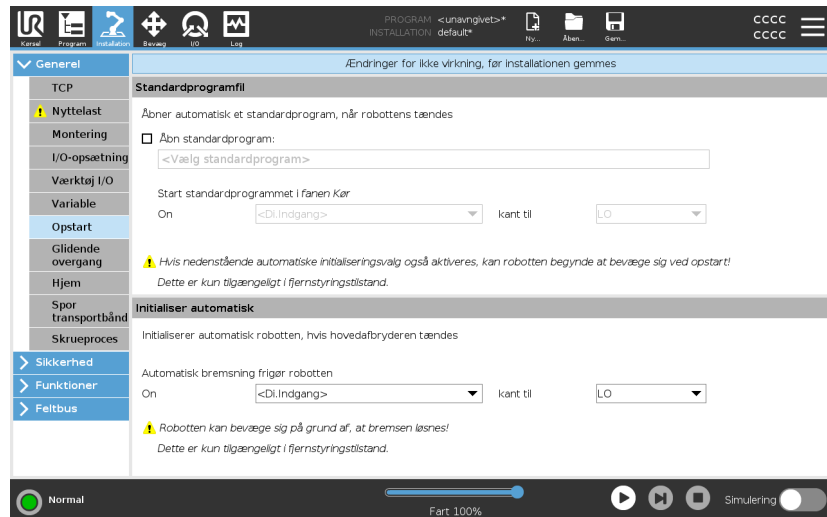 UR
PROGRAM <unavngivet>*
INSTALLATION default*
Kørsel Program Installation Bevæg I/O Log
Ny... Åben... Gem...
cccc
cccc
Generel
TCP
Nyttelast
Montering
I/O-opsætning
Værktøj I/O
Variable
Opstart
Glidende
overgang
Hjem
Spor
transportbånd
Skrueproces
Sikkerhed
Funktioner
Feltbus
Ændringer for ikke virkning, før installationen gemmes
Standardprogramfil
Åbner automatisk et standardprogram, når robottens tændes
Åbn standardprogram:
<Vælg standardprogram>
Start standardprogrammet i fanen Kør
On <Di.Indgang> kant til LO
Hvis nedenstående automatiske initialiseringsvalg også aktiveres, kan robotten begynde at bevæge sig ved opstart!
Dette er kun tilgængeligt i fjernstyringstilstand.
Initialiser automatisk
Initialiserer automatisk robotten, hvis hovedafbryderen tændes
Automatisk bremsning frigør robotten
On <Di.Indgang> kant til LO
Robotten kan bevæge sig på grund af, at bremsen løsnes!
Dette er kun tilgængeligt i fjernstyringstilstand.
Normal
Fart 100%
Simulering